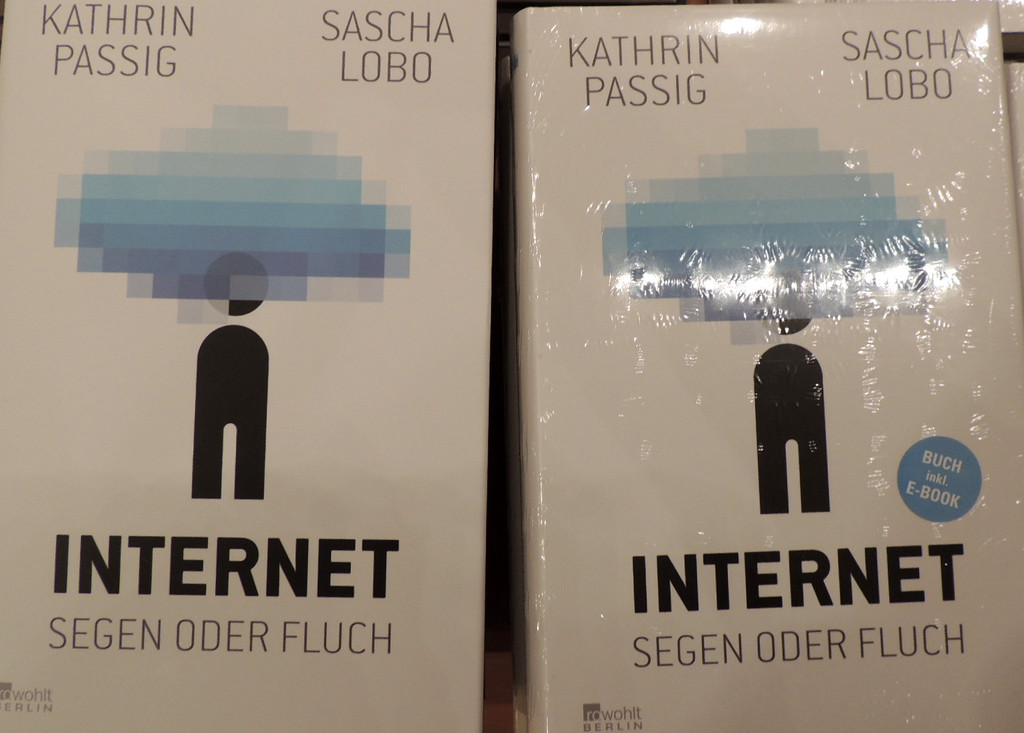 KATHRIN
PASSIG
SASCHA
LOBO
INTERNET
SEGEN ODER FLUCH
rowohlt
BERLIN
KATHRIN
PASSIG
SASCHA
LOBO
BUCH
inkl.
E-BOOK
INTERNET
SEGEN ODER FLUCH
rowohlt
BERLIN